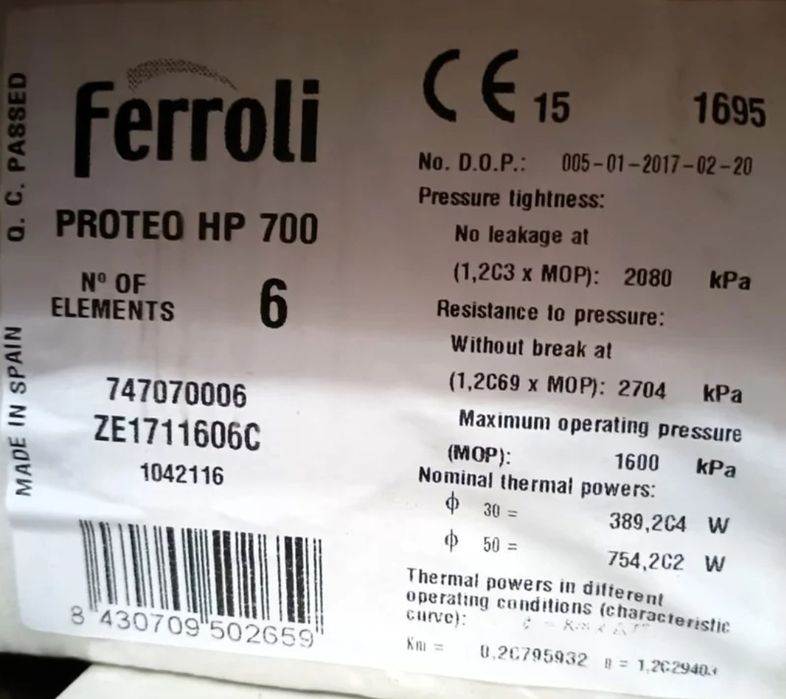 Q. C. PASSED
MADE IN SPAIN
Ferroli
PROTEO HP 700
Nº OF
ELEMENTS
6
747070006
ZE1711606C
1042116
8 430709 502659
CE 15 1695
No. D.O.P.: 005-01-2017-02-20
Pressure tightness:
No leakage at
(1,2C3 x MOP): 2080 kPa
Resistance to pressure:
Without break at
(1,2C69 x MOP): 2704 kPa
Maximum operating pressure
(MOP): 1600 kPa
Nominal thermal powers:
ϕ 30 = 389,2C4 W
ϕ 50 = 754,2C2 W
Thermal powers in different
operating conditions (characteristic
curve):
Km = 0,2C795932 n =